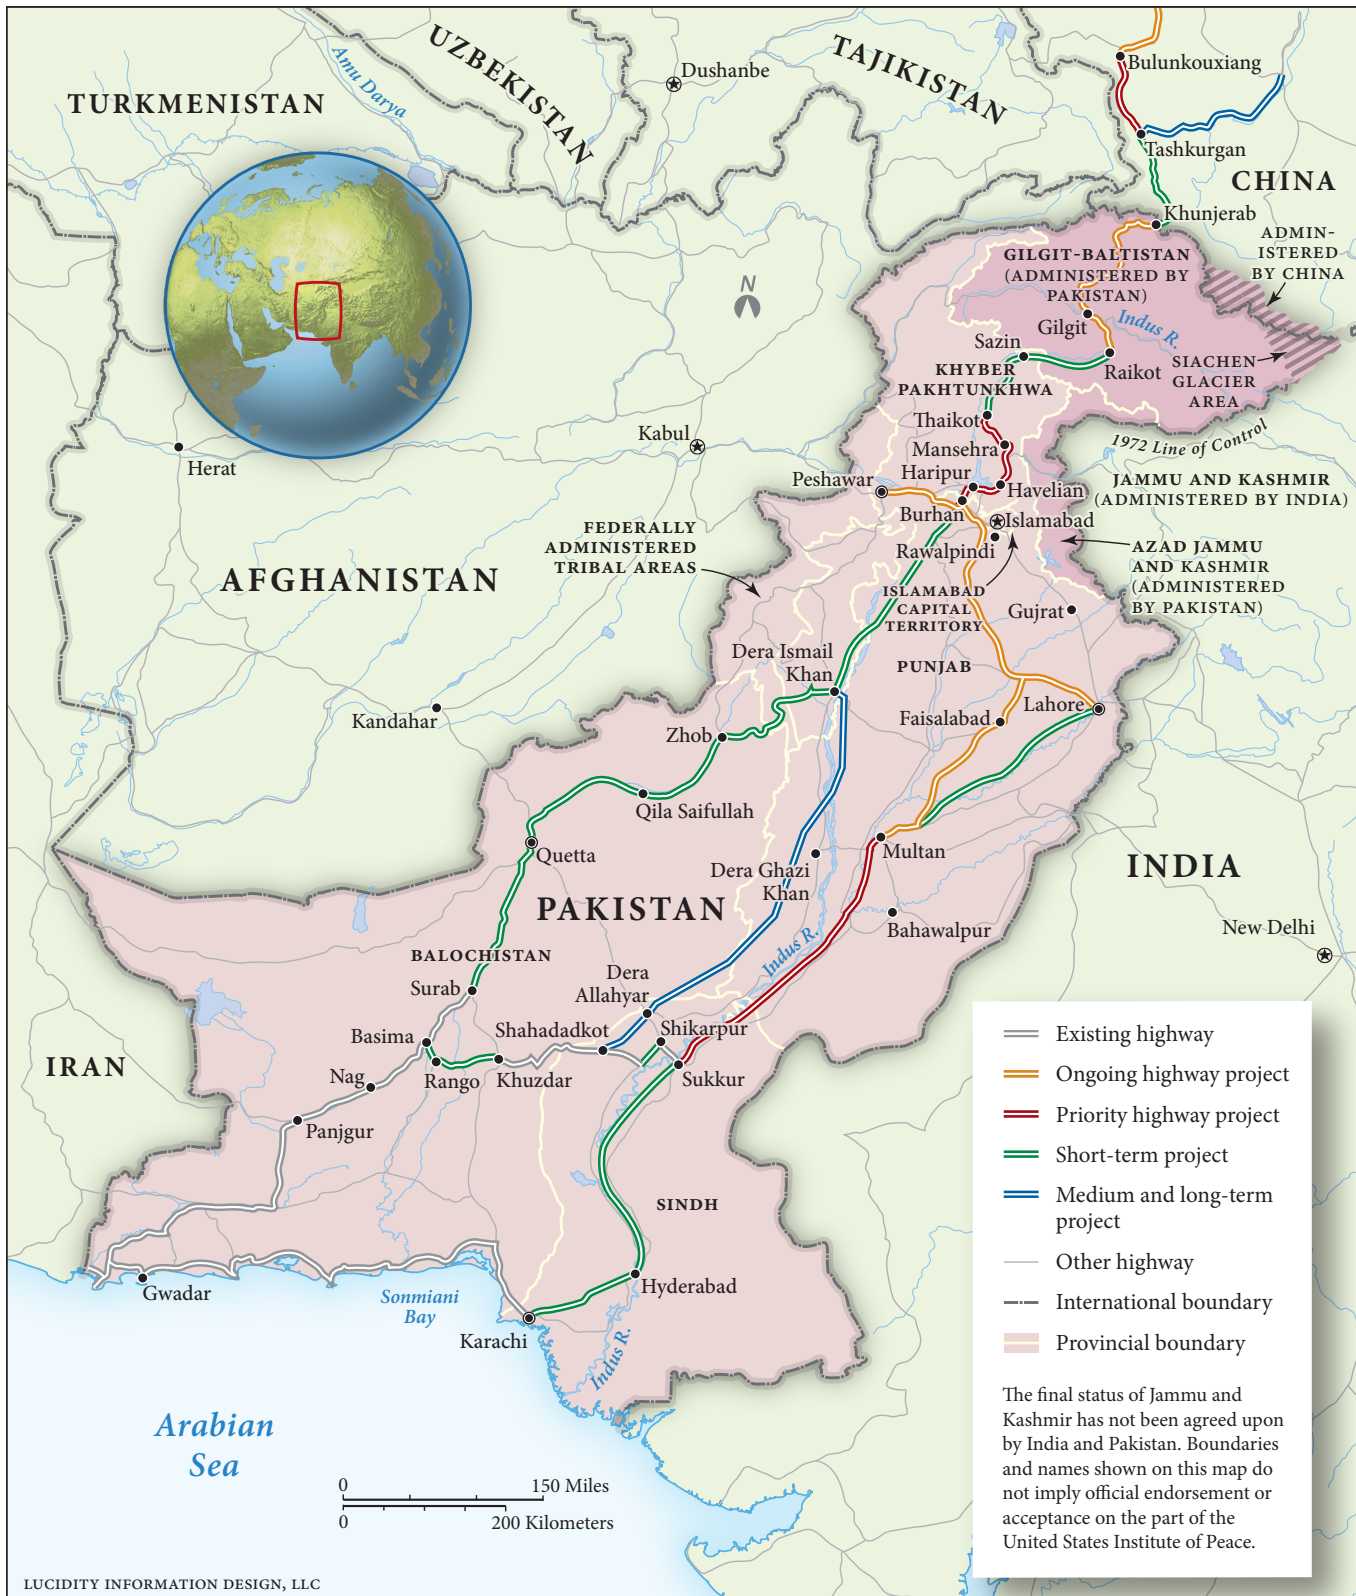 UZBEKISTAN
TAJIKISTAN
Bulunkouxiang
Dushanbe
Amu Darya
TURKMENISTAN
Tashkurgan
CHINA
Khunjerab
ADMIN-
ISTERED
BY CHINA
GILGIT-BALTISTAN
(ADMINISTERED BY
PAKISTAN)
N
Gilgit
Indus R.
Sazin
Raikot
SIACHEN
GLACIER
AREA
KHYBER
PAKHTUNKHWA
Thaikot
1972 Line of Control
Kabul
Mansehra
Herat
Haripur
Peshawar
Havelian
JAMMU AND KASHMIR
(ADMINISTERED BY INDIA)
Burhan
Islamabad
FEDERALLY
ADMINISTERED
TRIBAL AREAS
Rawalpindi
AZAD JAMMU
AND KASHMIR
(ADMINISTERED
BY PAKISTAN)
AFGHANISTAN
ISLAMABAD
CAPITAL
TERRITORY
Gujrat
Dera Ismail
Khan
PUNJAB
Kandahar
Faisalabad
Lahore
Zhob
Qila Saifullah
Quetta
Multan
Dera Ghazi
Khan
INDIA
PAKISTAN
Bahawalpur
New Delhi
Indus R.
BALOCHISTAN
Surab
Dera
Allahyar
Basima
Shahadadkot
Shikarpur
IRAN
Nag
Rango
Khuzdar
Sukkur
Panjgur
SINDH
Gwadar
Sonmiani
Bay
Hyderabad
Karachi
Indus R.
Arabian
Sea
0
150 Miles
0
200 Kilometers
Existing highway
Ongoing highway project
Priority highway project
Short-term project
Medium and long-term
project
Other highway
International boundary
Provincial boundary
The final status of Jammu and
Kashmir has not been agreed upon
by India and Pakistan. Boundaries
and names shown on this map do
not imply official endorsement or
acceptance on the part of the
United States Institute of Peace.
LUCIDITY INFORMATION DESIGN, LLC